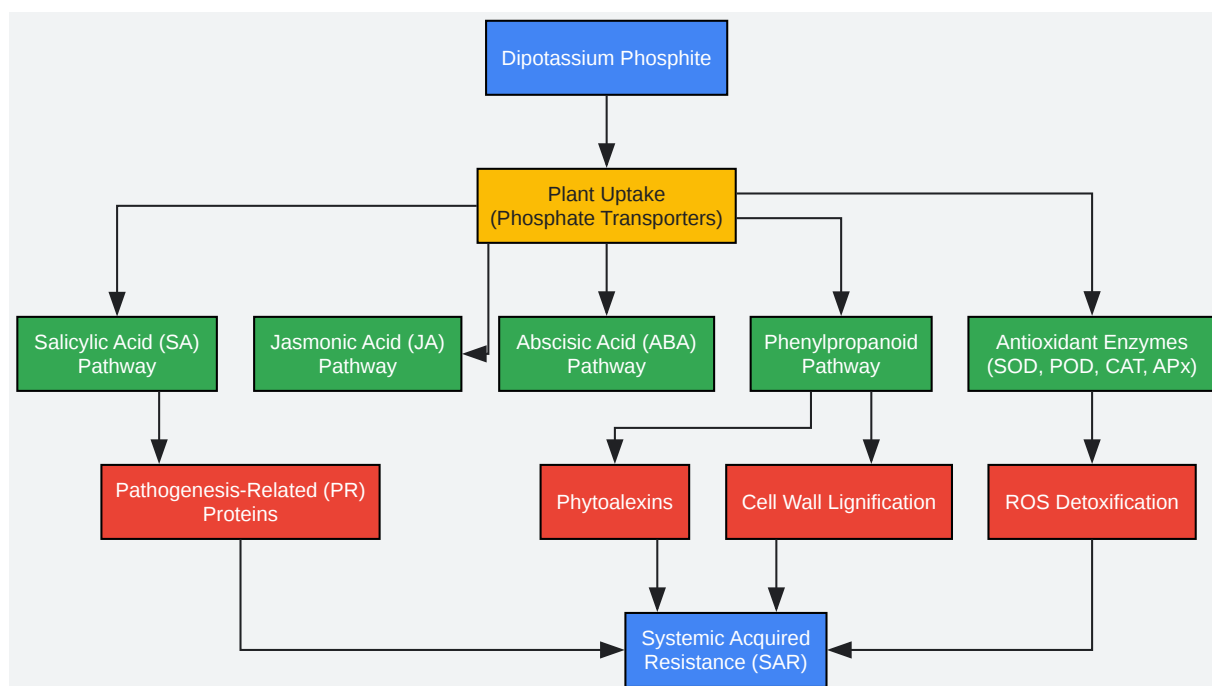 Dipotassium Phosphite
Plant Uptake
(Phosphate Transporters)
Salicylic Acid (SA)
Pathway
Jasmonic Acid (JA)
Pathway
Abscisic Acid (ABA)
Pathway
Phenylpropanoid
Pathway
Antioxidant Enzymes
(SOD, POD, CAT, APx)
Pathogenesis-Related (PR)
Proteins
Phytoalexins
Cell Wall Lignification
ROS Detoxification
Systemic Acquired
Resistance (SAR)